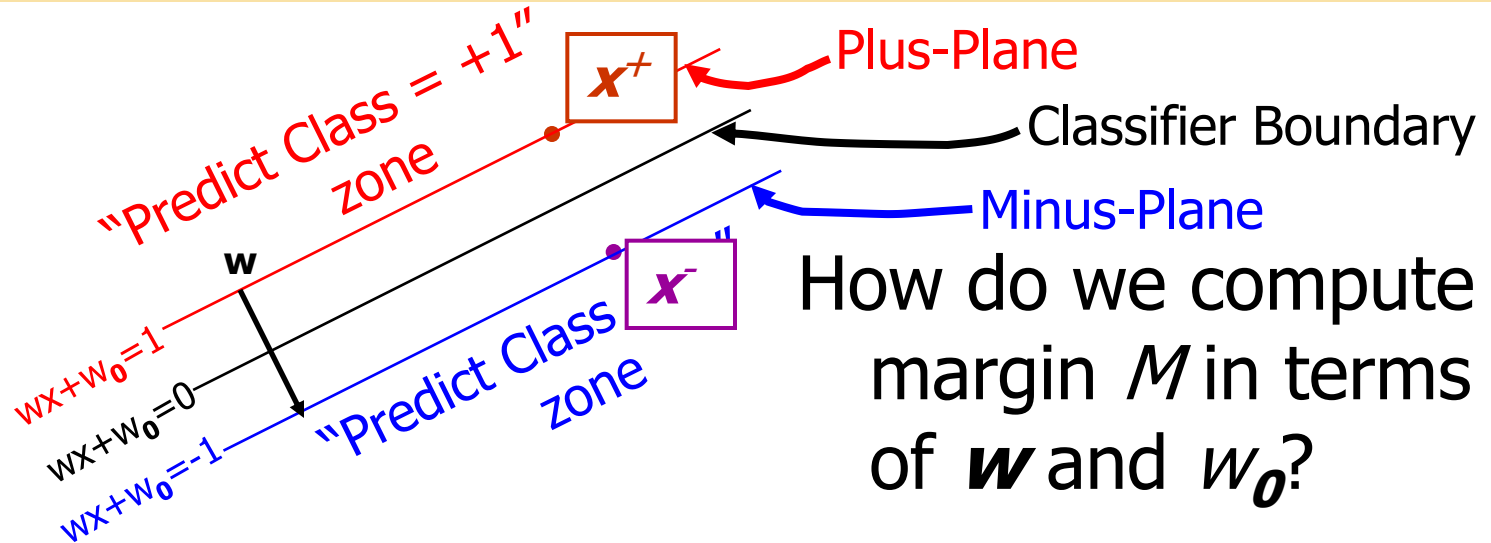 “Predict Class = +1”
zone
x+
Plus-Plane
Classifier Boundary
Minus-Plane
w
x-
”
wx+w0=1
wx+w0=0
wx+w0=-1
“Predict Class
zone
How do we compute
margin M in terms
of w and w0?